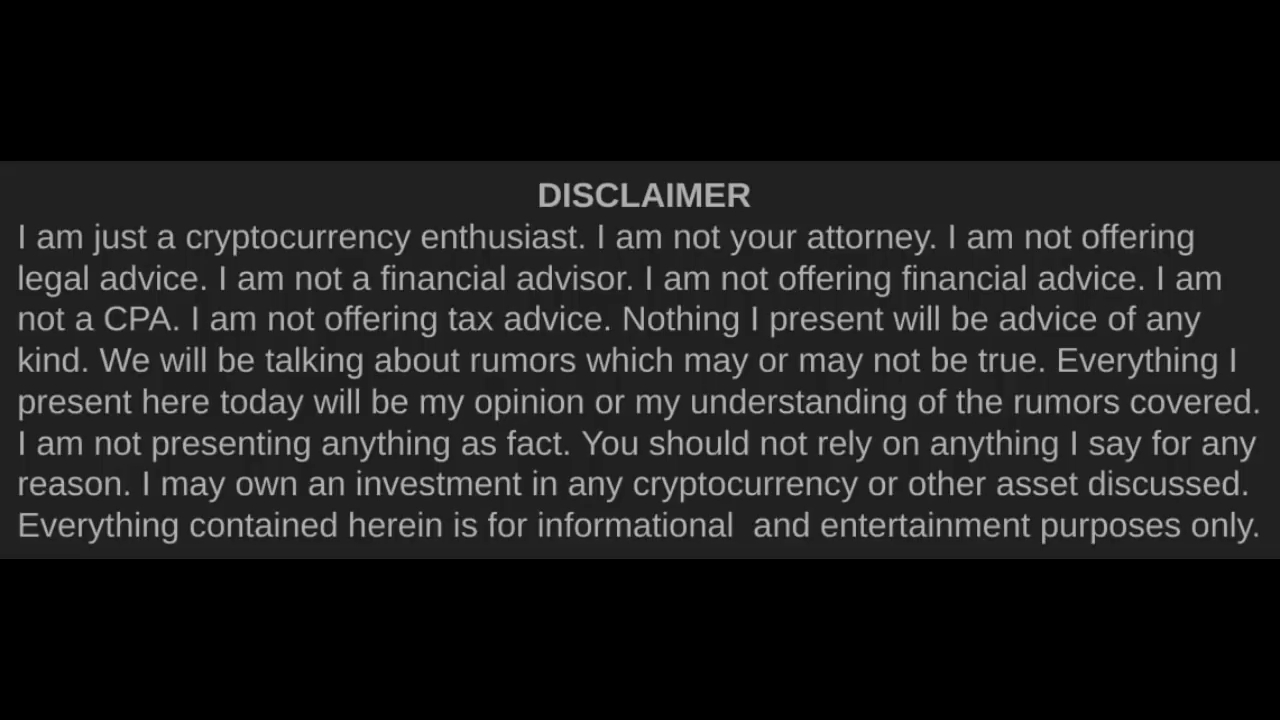 DISCLAIMER
I am just a cryptocurrency enthusiast. I am not your attorney. I am not offering
legal advice. I am not a financial advisor. I am not offering financial advice. I am
not a CPA. I am not offering tax advice. Nothing I present will be advice of any
kind. We will be talking about rumors which may or may not be true. Everything I
present here today will be my opinion or my understanding of the rumors covered.
I am not presenting anything as fact. You should not rely on anything I say for any
reason. I may own an investment in any cryptocurrency or other asset discussed.
Everything contained herein is for informational  and entertainment purposes only.